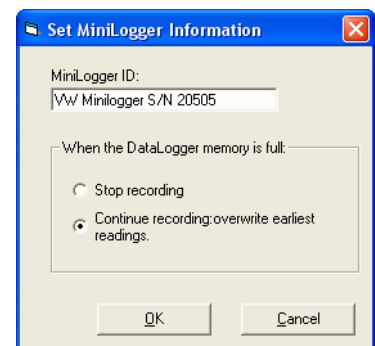 Set MiniLogger Information
MiniLogger ID:
VW Minilogger S/N 20505
When the DataLogger memory is full:
Stop recording
Continue recording:overwrite earliest
readings.
OK
Cancel